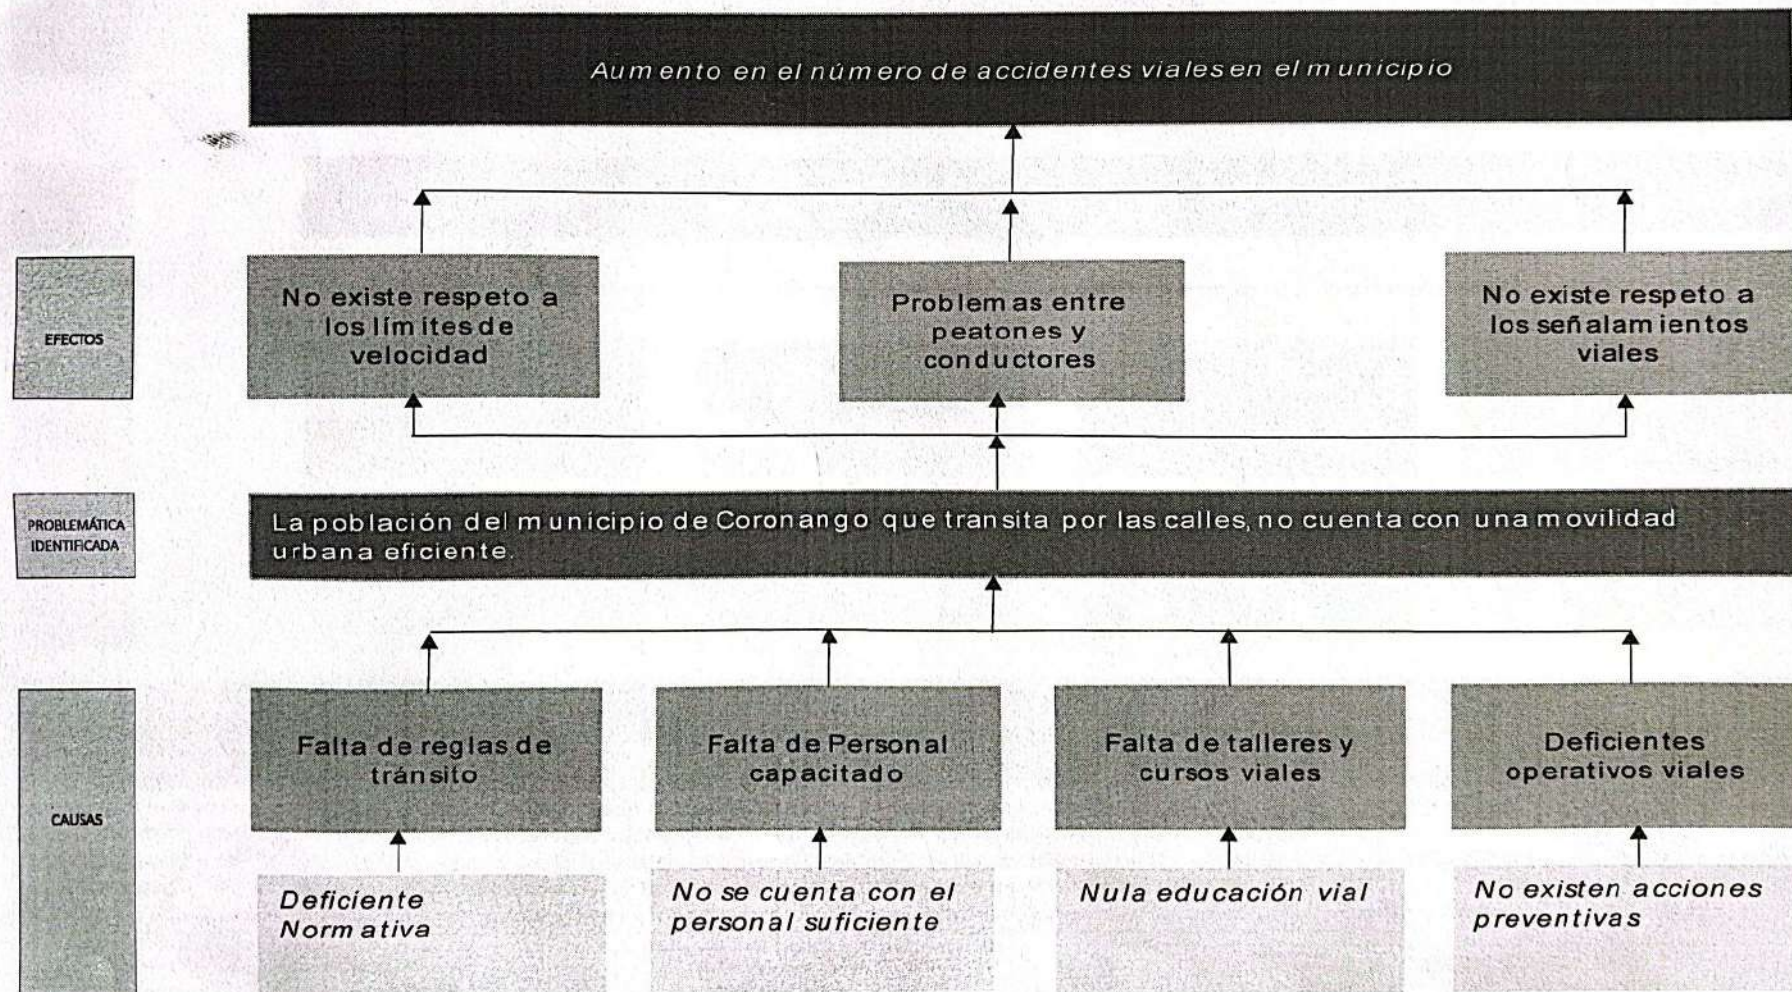 Aumento en el número de accidentes viales en el municipio
EFECTOS
No existe respeto a
los límites de
velocidad
Problemas entre
peatones y
conductores
No existe respeto a
los señalamientos
viales
PROBLEMÁTICA
IDENTIFICADA
La población del municipio de Coronango que transita por las calles, no cuenta con una movilidad
urbana eficiente.
CAUSAS
Falta de reglas de
tránsito
Falta de Personal
capacitado
Falta de talleres y
cursos viales
Deficientes
operativos viales
Deficiente
Normativa
No se cuenta con el
personal suficiente
Nula educación vial
No existen acciones
preventivas